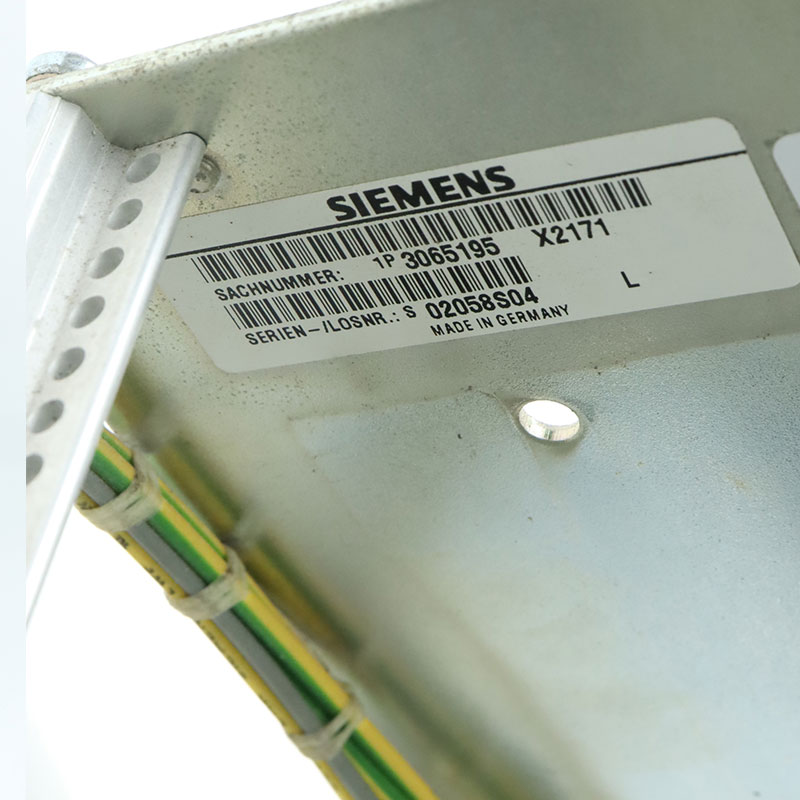 SIEMENS
SACHNUMMER: 1P 3065195 X2171
SERIEN-/LOSNR.: S 02058S04 L
MADE IN GERMANY